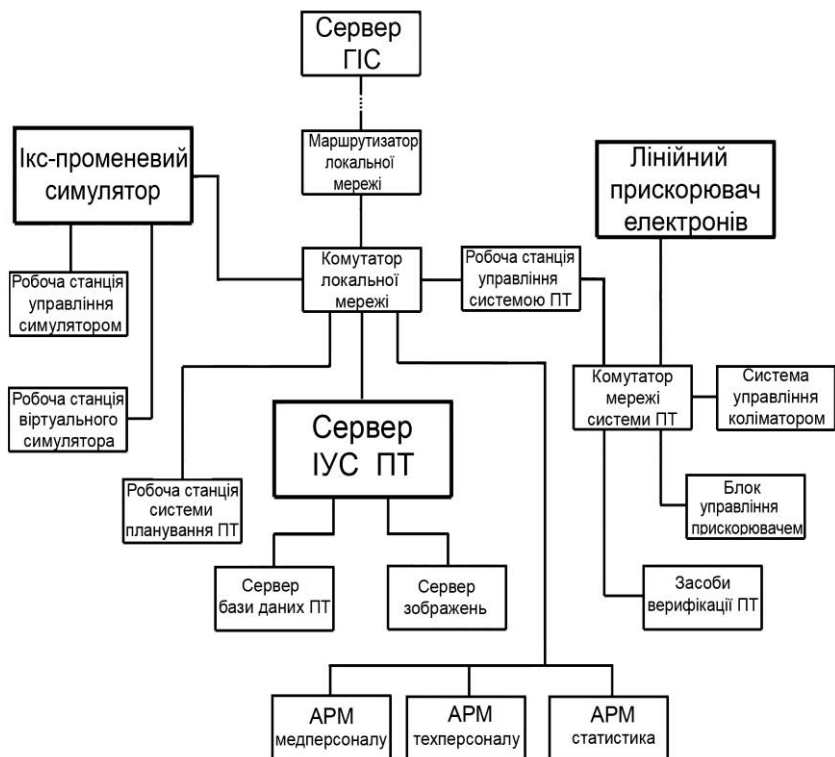 Сервер
ГІС
Маршрутизатор
локальної
мережі
Ікс-променевий
симулятор
Лінійний
прискорювач
електронів
Комутатор
локальної
мережі
Робоча станція
управління
системою ПТ
Робоча станція
управління
симулятором
Комутатор
мережі
системи ПТ
Система
управління
коліматором
Робоча станція
віртуального
симулятора
Сервер
ІУС ПТ
Робоча станція
системи
планування ПТ
Блок
управління
прискорювачем
Сервер
бази даних ПТ
Сервер
зображень
Засоби
верифікації ПТ
АРМ
медперсоналу
АРМ
техперсоналу
АРМ
статистика